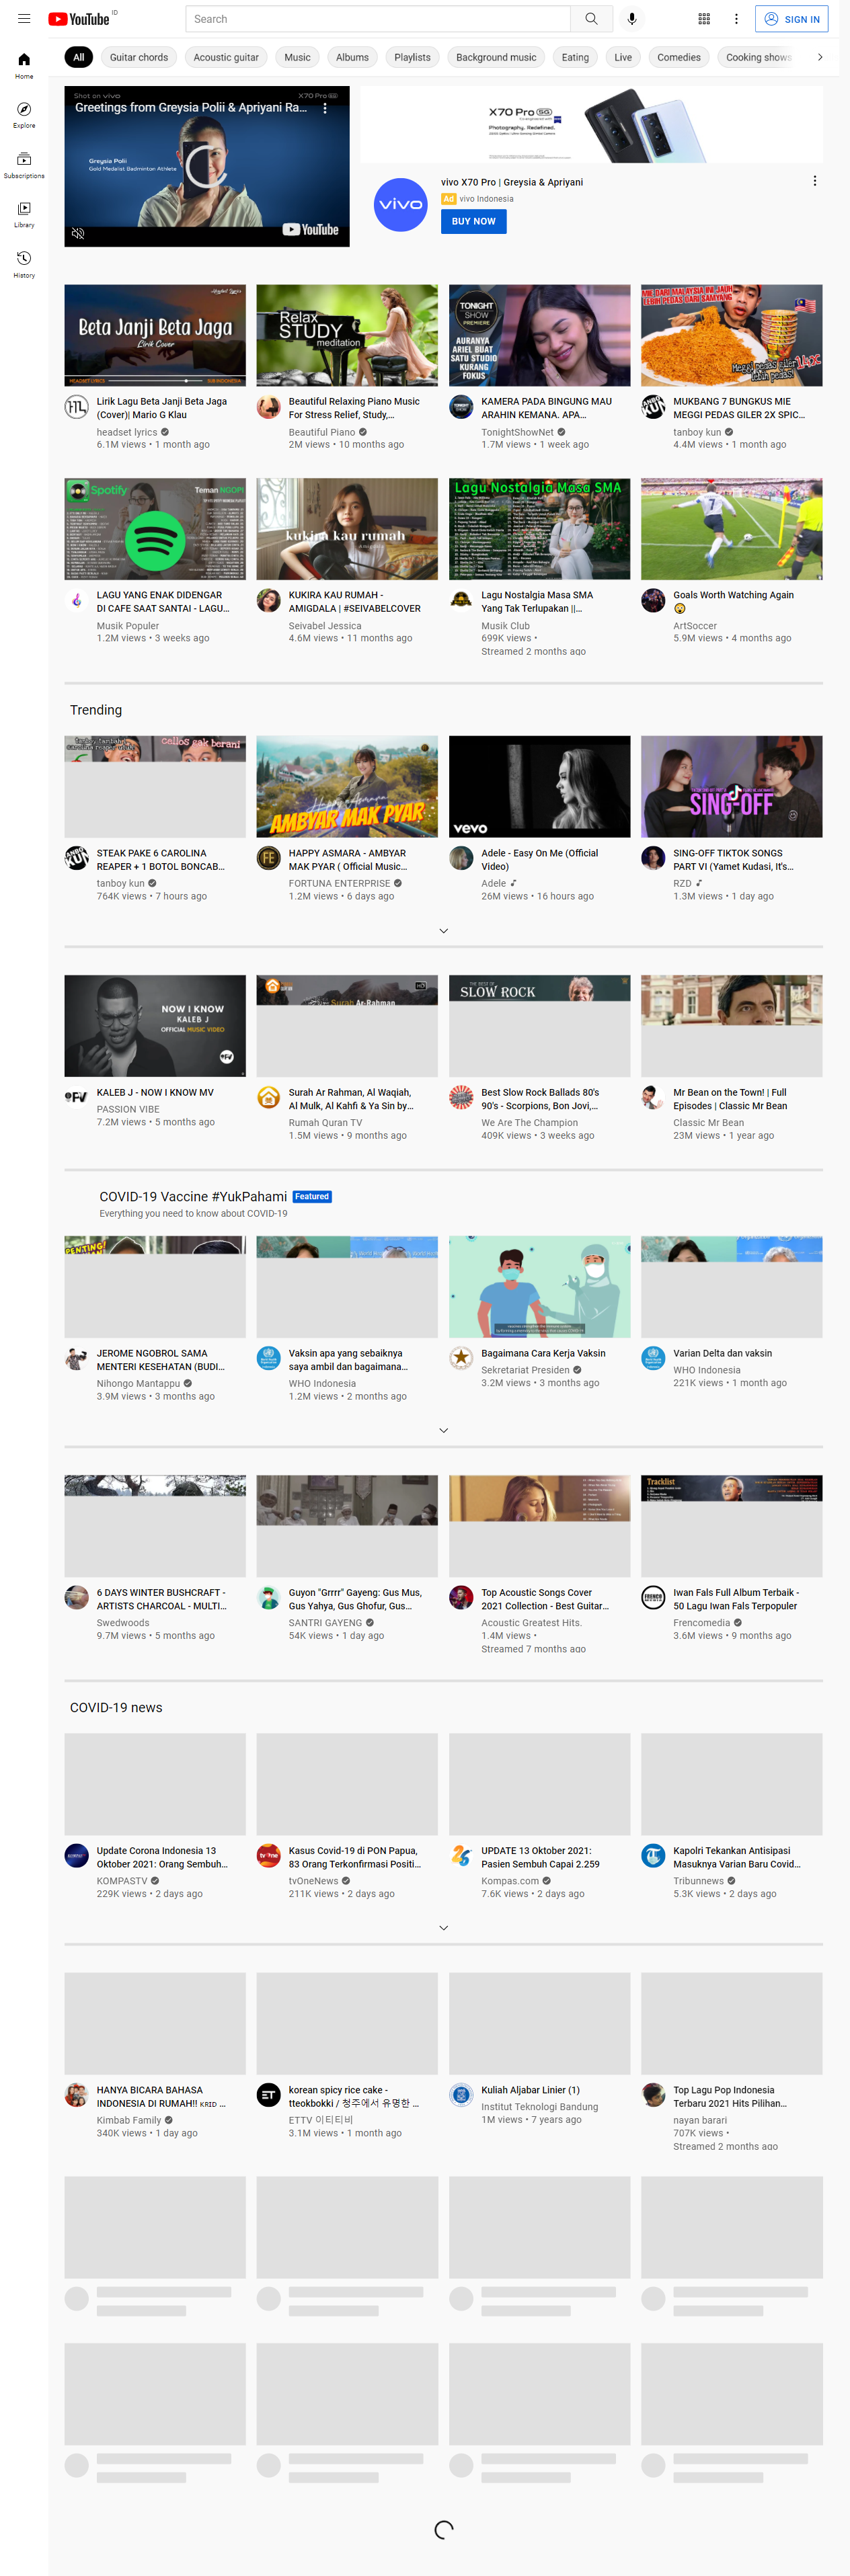 YouTube ID
Search
SIGN IN
Home
Explore
Subscriptions
Library
History
All
Guitar chords
Acoustic guitar
Music
Albums
Playlists
Background music
Eating
Live
Comedies
Cooking shows
Shot on vivo
X70 Pro 5G
Greetings from Greysia Polii & Apriyani Ra...
Greysia Polii
Gold Medalist Badminton Athlete
YouTube
X70 Pro 5G
Photography. Redefined.
vivo
vivo X70 Pro | Greysia & Apriyani
Ad vivo Indonesia
BUY NOW
Beta Janji Beta Jaga
Lirik Cover
HEADSET LYRICS
SUB INDONESIA
Relax
STUDY
meditation
TONIGHT
SHOW
PREMIERE
AURANYA
ARIEL BUAT
SATU STUDIO
KURANG
FOKUS
MIE DARI MALAYSIA INI JAUH
LEBIH PEDAS DARI SAMYANG
Lirik Lagu Beta Janji Beta Jaga
(Cover)| Mario G Klau
headset lyrics
6.1M views • 1 month ago
Beautiful Relaxing Piano Music
For Stress Relief, Study,...
Beautiful Piano
2M views • 10 months ago
KAMERA PADA BINGUNG MAU
ARAHIN KEMANA. APA...
TonightShowNet
1.7M views • 1 week ago
MUKBANG 7 BUNGKUS MIE
MEGGI PEDAS GILER 2X SPIC...
tanboy kun
4.4M views • 1 month ago
Spotify
Teman NGOPI
kukira kau rumah
Lagu Nostalgia Masa SMA
LAGU YANG ENAK DIDENGAR
DI CAFE SAAT SANTAI - LAGU...
Musik Populer
1.2M views • 3 weeks ago
KUKIRA KAU RUMAH -
AMIGDALA | #SEIVABELCOVER
Seivabel Jessica
4.6M views • 11 months ago
Lagu Nostalgia Masa SMA
Yang Tak Terlupakan ||...
Musik Club
699K views •
Streamed 2 months ago
Goals Worth Watching Again
😲
ArtSoccer
5.9M views • 4 months ago
Trending
cellos gak berani
AMBYAR MAK PYAR
vevo
SING-OFF
STEAK PAKE 6 CAROLINA
REAPER + 1 BOTOL BONCAB...
tanboy kun
764K views • 7 hours ago
HAPPY ASMARA - AMBYAR
MAK PYAR ( Official Music...
FORTUNA ENTERPRISE
1.2M views • 6 days ago
Adele - Easy On Me (Official
Video)
Adele
26M views • 16 hours ago
SING-OFF TIKTOK SONGS
PART VI (Yamet Kudasi, It's...
RZD
1.3M views • 1 day ago
NOW I KNOW
KALEB J
OFFICIAL MUSIC VIDEO
Surah Ar-Rahman
THE BEST OF
SLOW ROCK
KALEB J - NOW I KNOW MV
PASSION VIBE
7.2M views • 5 months ago
Surah Ar Rahman, Al Waqiah,
Al Mulk, Al Kahfi & Ya Sin by...
Rumah Quran TV
1.5M views • 9 months ago
Best Slow Rock Ballads 80's
90's - Scorpions, Bon Jovi,...
We Are The Champion
409K views • 3 weeks ago
Mr Bean on the Town! | Full
Episodes | Classic Mr Bean
Classic Mr Bean
23M views • 1 year ago
COVID-19 Vaccine #YukPahami Featured
Everything you need to know about COVID-19
PENTING!
JEROME NGOBROL SAMA
MENTERI KESEHATAN (BUDI...
Nihongo Mantappu
3.9M views • 3 months ago
Vaksin apa yang sebaiknya
saya ambil dan bagaimana...
WHO Indonesia
1.2M views • 2 months ago
Bagaimana Cara Kerja Vaksin
Sekretariat Presiden
3.2M views • 3 months ago
Varian Delta dan vaksin
WHO Indonesia
221K views • 1 month ago
Tracklist
6 DAYS WINTER BUSHCRAFT -
ARTISTS CHARCOAL - MULTI...
Swedwoods
9.7M views • 5 months ago
Guyon "Grrrr" Gayeng: Gus Mus,
Gus Yahya, Gus Ghofur, Gus...
SANTRI GAYENG
54K views • 1 day ago
Top Acoustic Songs Cover
2021 Collection - Best Guitar...
Acoustic Greatest Hits.
1.4M views •
Streamed 7 months ago
Iwan Fals Full Album Terbaik -
50 Lagu Iwan Fals Terpopuler
Frencomedia
3.6M views • 9 months ago
COVID-19 news
Update Corona Indonesia 13
Oktober 2021: Orang Sembuh...
KOMPASTV
229K views • 2 days ago
Kasus Covid-19 di PON Papua,
83 Orang Terkonfirmasi Positi...
tvOneNews
211K views • 2 days ago
UPDATE 13 Oktober 2021:
Pasien Sembuh Capai 2.259
Kompas.com
7.6K views • 2 days ago
Kapolri Tekankan Antisipasi
Masuknya Varian Baru Covid...
Tribunnews
5.3K views • 2 days ago
HANYA BICARA BAHASA
INDONESIA DI RUMAH!! ᴋʀɪᴅ ...
Kimbab Family
340K views • 1 day ago
korean spicy rice cake -
tteokbokki / 청주에서 유명한 ...
ETTV 이티티비
3.1M views • 1 month ago
Kuliah Aljabar Linier (1)
Institut Teknologi Bandung
1M views • 7 years ago
Top Lagu Pop Indonesia
Terbaru 2021 Hits Pilihan...
nayan barari
707K views •
Streamed 2 months ago